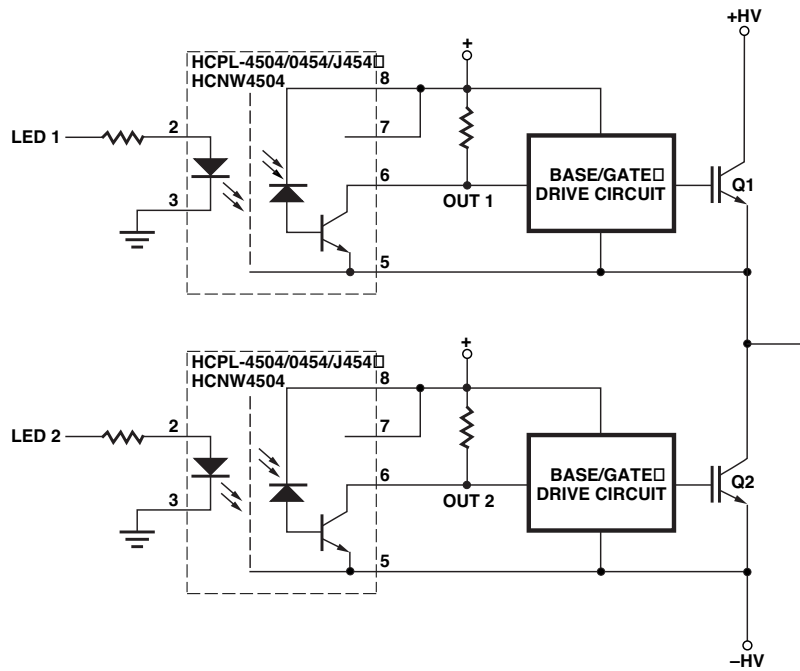 +HV
HCPL-4504/0454/J454□
HCNW4504
8
+
LED 1
2
7
3
6
OUT 1
BASE/GATE□
DRIVE CIRCUIT
Q1
5
HCPL-4504/0454/J454□
HCNW4504
8
+
LED 2
2
7
3
6
OUT 2
BASE/GATE□
DRIVE CIRCUIT
Q2
5
–HV